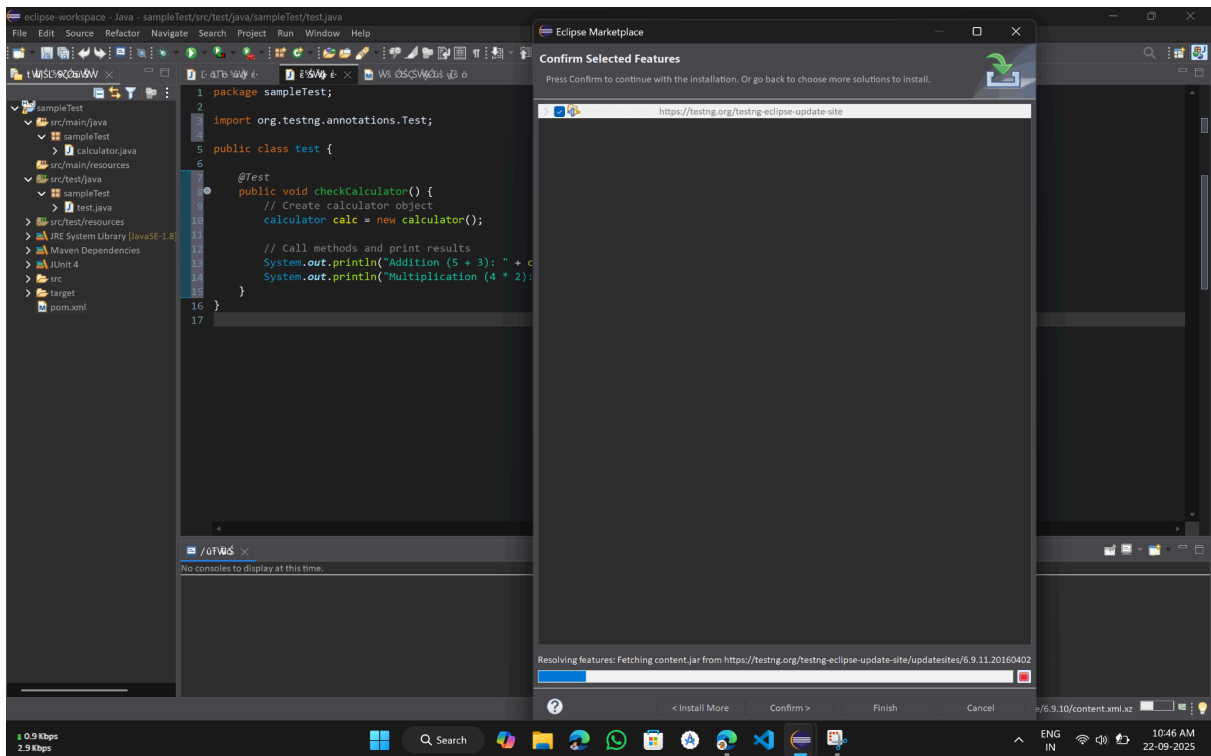 eclipse-workspace - Java - sampleTest/src/test/java/sampleTest/test.java
File Edit Source Refactor Navigate Search Project Run Window Help
sampleTest
src/main/java
sampleTest
calculator.java
src/main/resources
src/test/java
sampleTest
test.java
src/test/resources
JRE System Library [JavaSE-1.8]
Maven Dependencies
JUnit 4
src
target
pom.xml
1 package sampleTest;
2
3 import org.testng.annotations.Test;
4
5 public class test {
6
7 @Test
8 public void checkCalculator() {
9 // Create calculator object
10 calculator calc = new calculator();
11
12 // Call methods and print results
13 System.out.println("Addition (5 + 3): " + c
14 System.out.println("Multiplication (4 * 2):
15 }
16 }
17
No consoles to display at this time.
Eclipse Marketplace
Confirm Selected Features
Press Confirm to continue with the installation. Or go back to choose more solutions to install.
https://testng.org/testng-eclipse-update-site
Resolving features: Fetching content.jar from https://testng.org/testng-eclipse-update-site/updatesites/6.9.11.20160402
< Install More Confirm > Finish Cancel
e/6.9.10/content.xml.xz
0.9 Kbps
2.9 Kbps
Search
ENG
IN
10:46 AM
22-09-2025